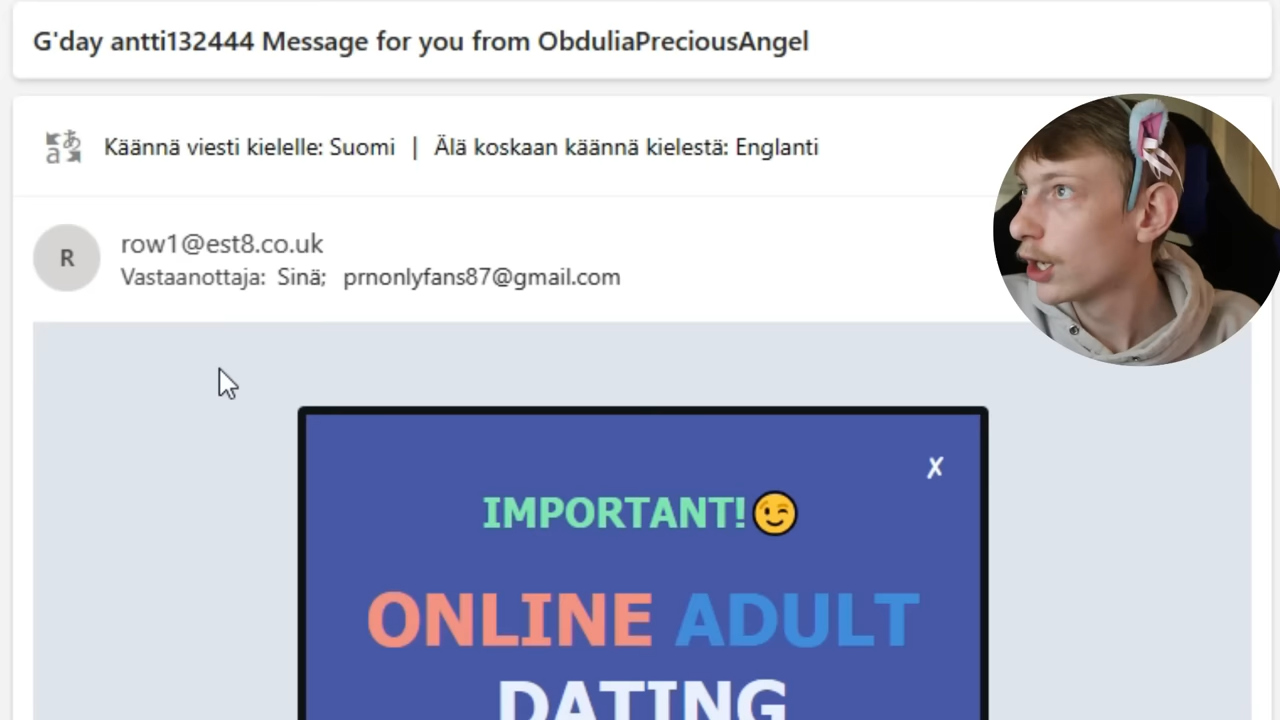 G'day antti132444 Message for you from ObduliaPreciousAngel
Käännä viesti kielelle: Suomi | Älä koskaan käännä kielestä: Englanti
R
row1@est8.co.uk
Vastaanottaja: Sinä; prnonlyfans87@gmail.com
X
IMPORTANT!😉
ONLINE ADULT
DATING